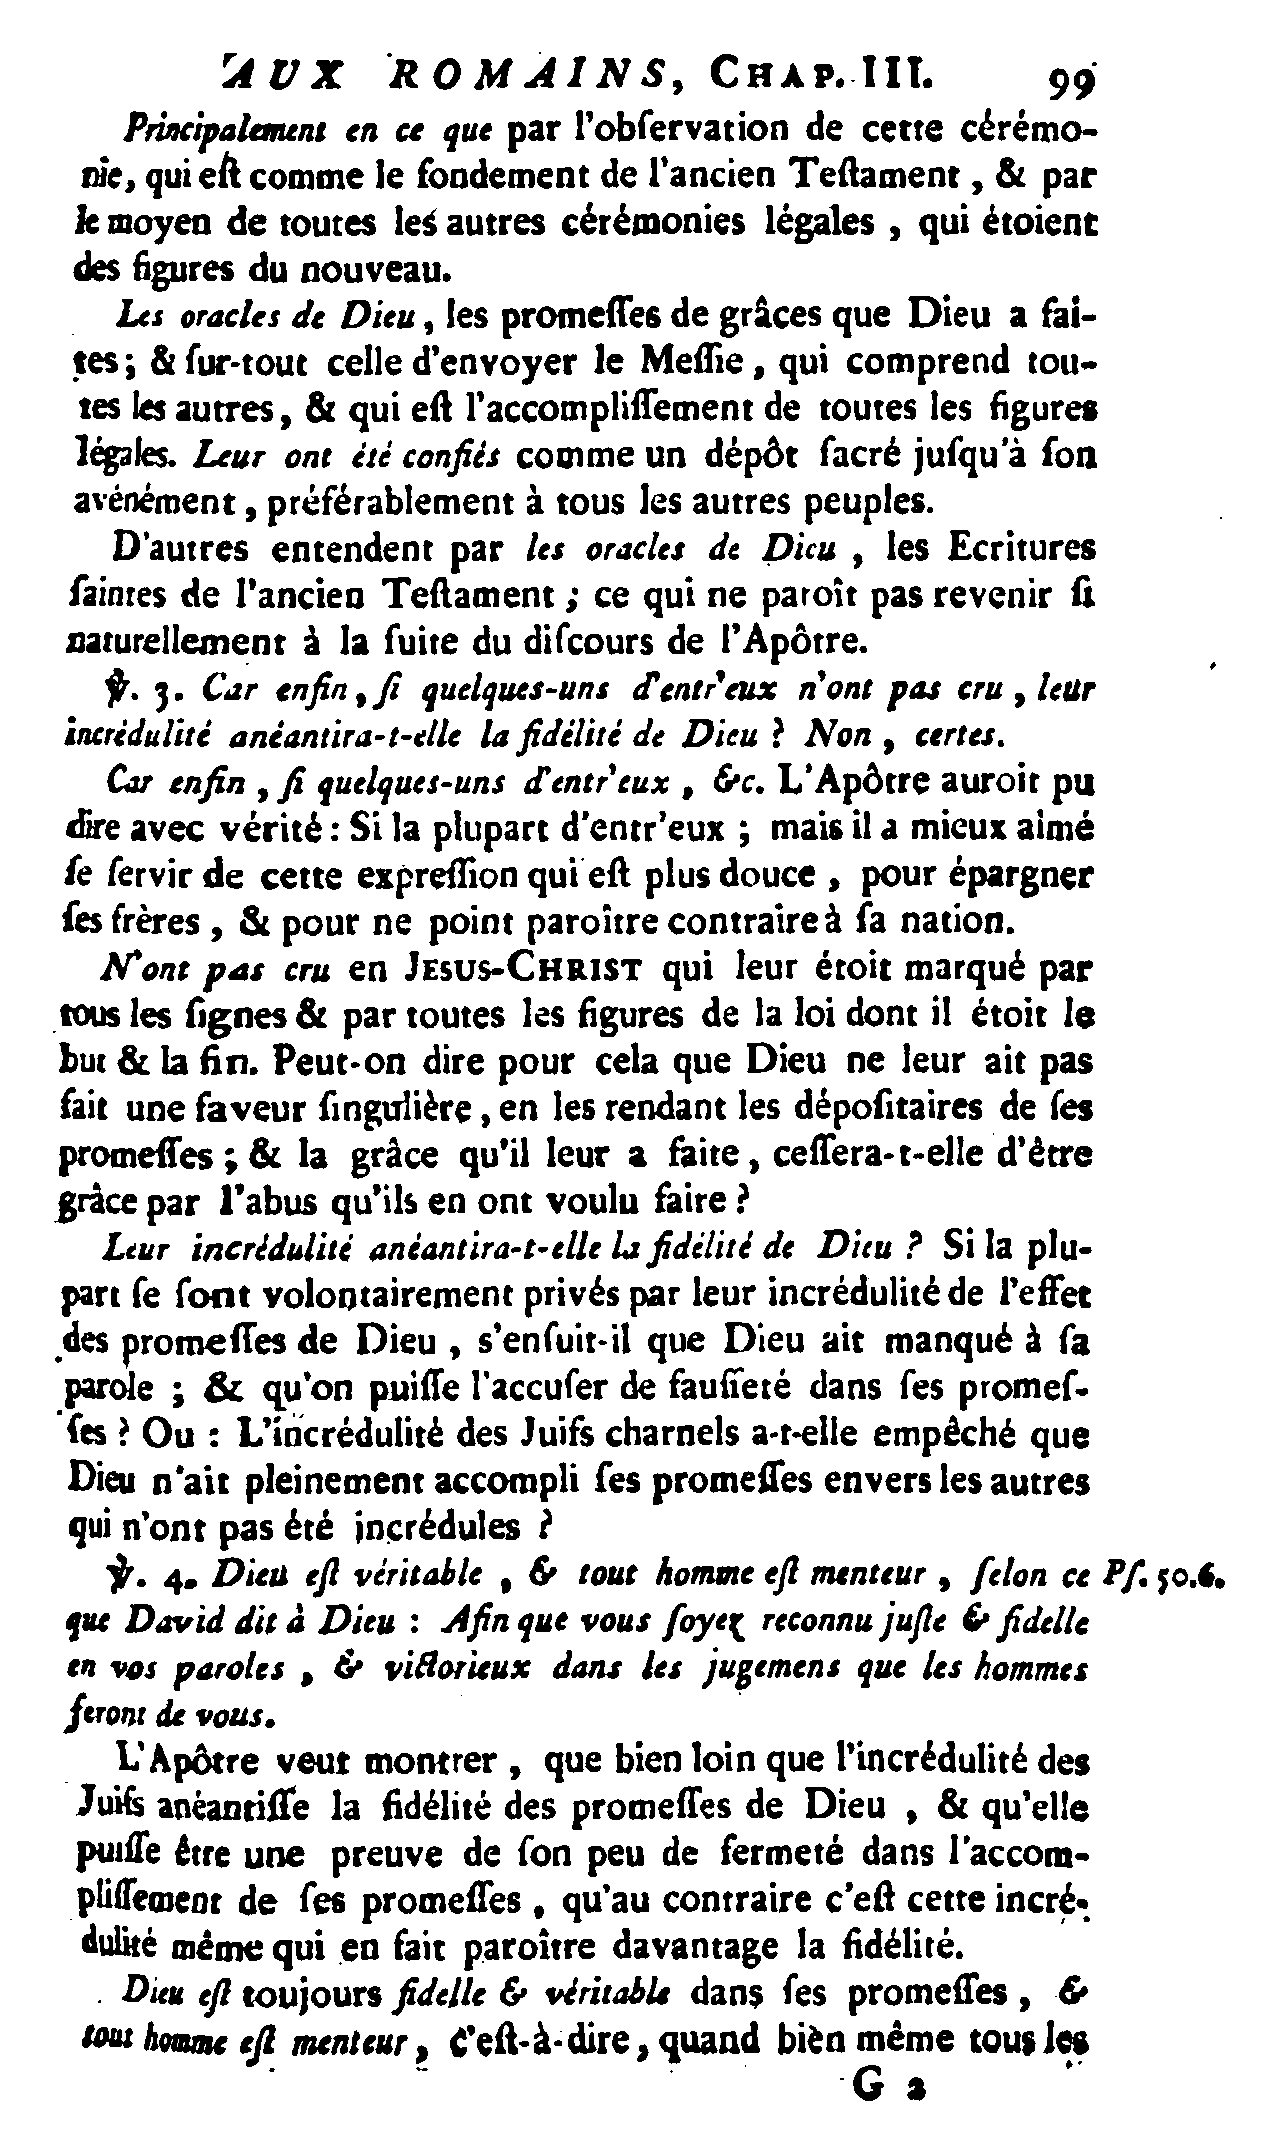 AUX ROMAINS, CHAP. III. 99
Principalement en ce que par l'obſervation de cette cérémo-
nie, qui eſt comme le fondement de l'ancien Teſtament, & par
le moyen de toutes les autres cérémonies légales, qui étoient
des figures du nouveau.
Les oracles de Dieu, les promeſſes de grâces que Dieu a fai-
tes; & ſur-tout celle d'envoyer le Meſſie, qui comprend tou-
tes les autres, & qui eſt l'accompliſſement de toutes les figures
légales. Leur ont été confiés comme un dépôt ſacré juſqu'à ſon
avénément, préférablement à tous les autres peuples.
D'autres entendent par les oracles de Dieu, les Ecritures
ſaintes de l'ancien Teſtament; ce qui ne paroît pas revenir ſi
naturellement à la ſuite du diſcours de l'Apôtre.
℣. 3. Car enfin, ſi quelques-uns d'entr'eux n'ont pas cru, leur
incrédulité anéantira-t-elle la fidélité de Dieu ? Non, certes.
Car enfin, ſi quelques-uns d'entr'eux, &c. L'Apôtre auroit pu
dire avec vérité : Si la plupart d'entr'eux ; mais il a mieux aimé
ſe ſervir de cette expreſſion qui eſt plus douce, pour épargner
ſes frères, & pour ne point paroître contraire à ſa nation.
N'ont pas cru en JESUS-CHRIST qui leur étoit marqué par
tous les ſignes & par toutes les figures de la loi dont il étoit le
but & la fin. Peut-on dire pour cela que Dieu ne leur ait pas
fait une faveur ſingulière, en les rendant les dépoſitaires de ſes
promeſſes ; & la grâce qu'il leur a faite, ceſſera-t-elle d'être
grâce par l'abus qu'ils en ont voulu faire ?
Leur incrédulité anéantira-t-elle la fidélité de Dieu ? Si la plu-
part ſe ſont volontairement privés par leur incrédulité de l'effet
des promeſſes de Dieu, s'enſuit-il que Dieu ait manqué à ſa
parole ; & qu'on puiſſe l'accuſer de fauſſeté dans ſes promeſ-
ſes ? Ou : L'incrédulité des Juifs charnels a-t-elle empêché que
Dieu n'ait pleinement accompli ſes promeſſes envers les autres
qui n'ont pas été incrédules ?
℣. 4. Dieu eſt véritable, & tout homme eſt menteur, ſelon ce Pſ. 50.6.
que David dit à Dieu : Afin que vous ſoyez reconnu juſte & fidelle
en vos paroles, & victorieux dans les jugemens que les hommes
feront de vous.
L'Apôtre veut montrer, que bien loin que l'incrédulité des
Juifs anéantiſſe la fidélité des promeſſes de Dieu, & qu'elle
puiſſe être une preuve de ſon peu de fermeté dans l'accom-
pliſſement de ſes promeſſes, qu'au contraire c'eſt cette incré-
dulité même qui en fait paroître davantage la fidélité.
Dieu eſt toujours fidelle & véritable dans ſes promeſſes, &
tout homme eſt menteur, c'eſt-à-dire, quand bien même tous les
G 2